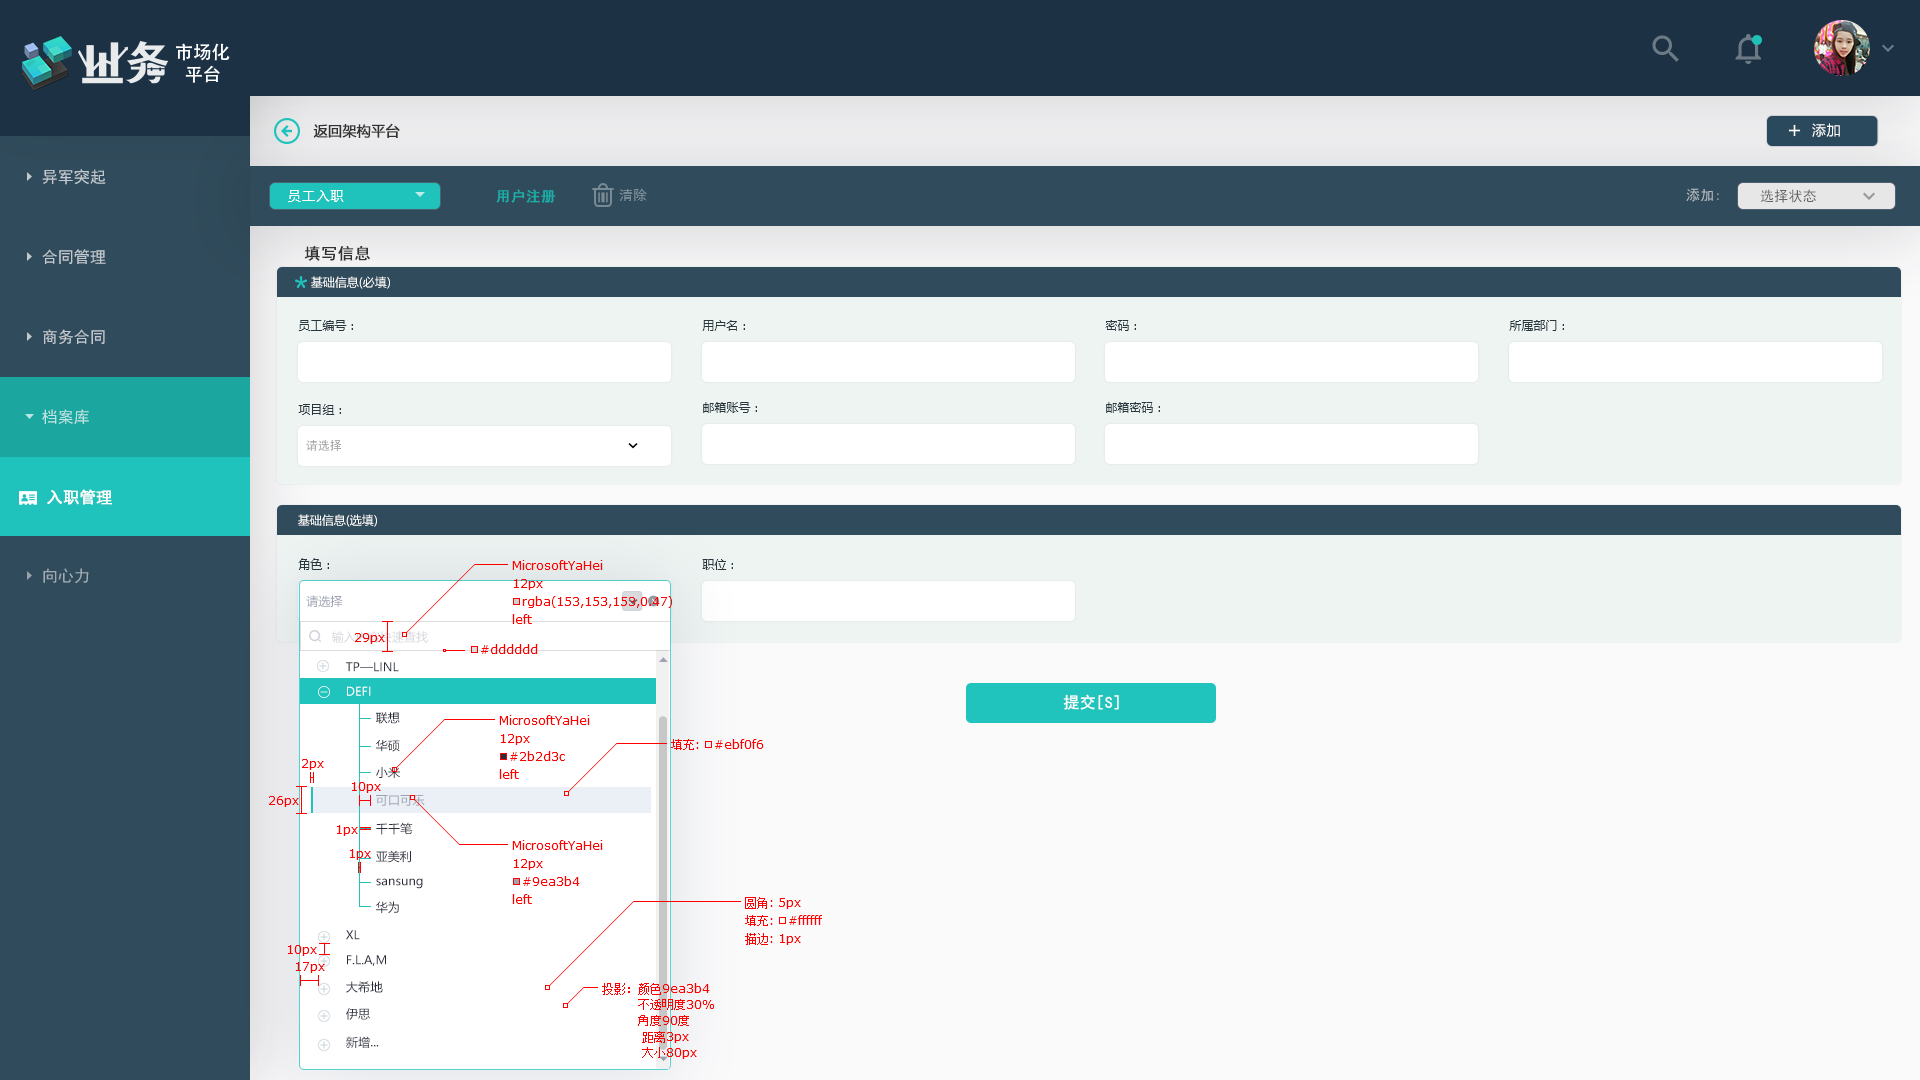 业务 市场化
平台
返回架构平台
+ 添加
异军突起
合同管理
商务合同
档案库
入职管理
向心力
员工入职
用户注册
清除
添加:
选择状态
填写信息
* 基础信息(必填)
员工编号 :
用户名 :
密码 :
所属部门 :
项目组 :
邮箱账号 :
邮箱密码 :
请选择
基础信息(选填)
角色 :
职位 :
请选择
MicrosoftYaHei
12px
rgba(153,153,153,0.47)
left
29px
#dddddd
TP—LINL
DEFI
联想
华硕
小米
可口可乐
干干笔
亚美利
sansung
华为
XL
F.L.A,M
大希地
伊思
新增...
MicrosoftYaHei
12px
#2b2d3c
left
填充: #ebf0f6
2px
10px
26px
1px
1px
MicrosoftYaHei
12px
#9ea3b4
left
圆角: 5px
填充: #ffffff
描边: 1px
10px
17px
投影: 颜色9ea3b4
不透明度30%
角度90度
距离3px
大小80px
提交[S]